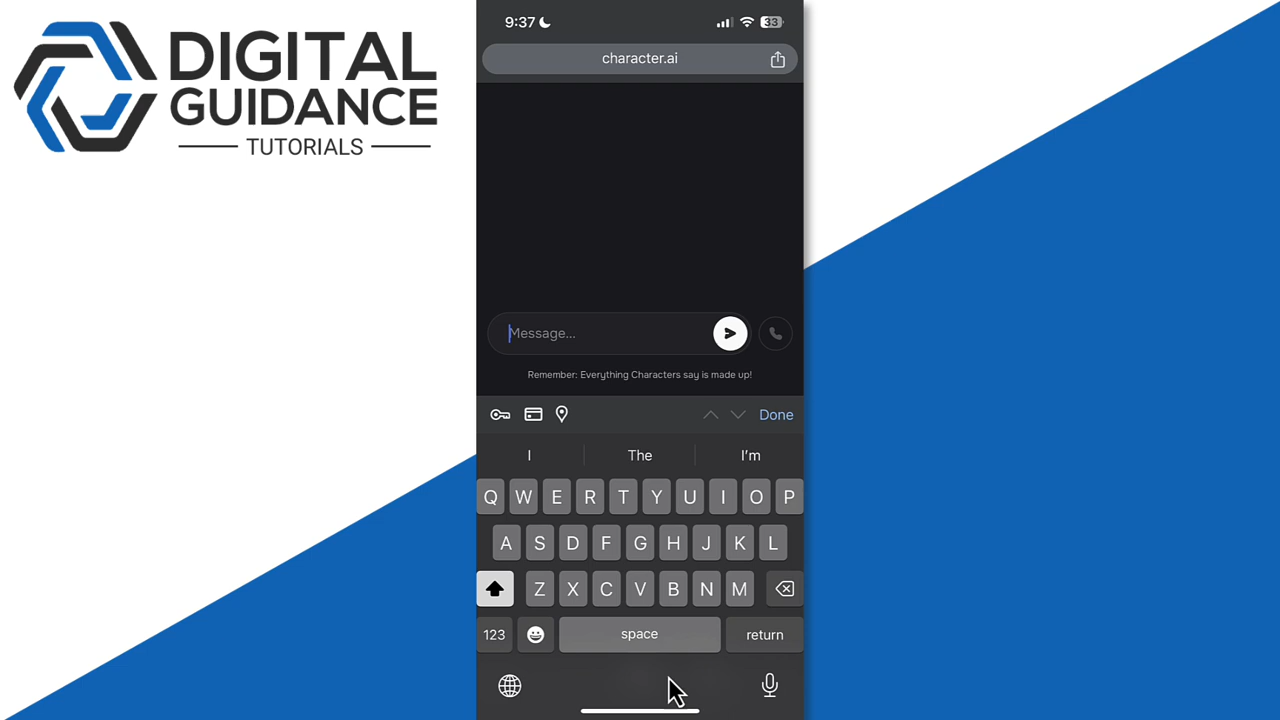 DIGITAL
GUIDANCE
TUTORIALS
9:37
33
character.ai
Message...
Remember: Everything Characters say is made up!
Done
I The I'm
Q W E R T Y U I O P
A S D F G H J K L
Z X C V B N M
123 space return